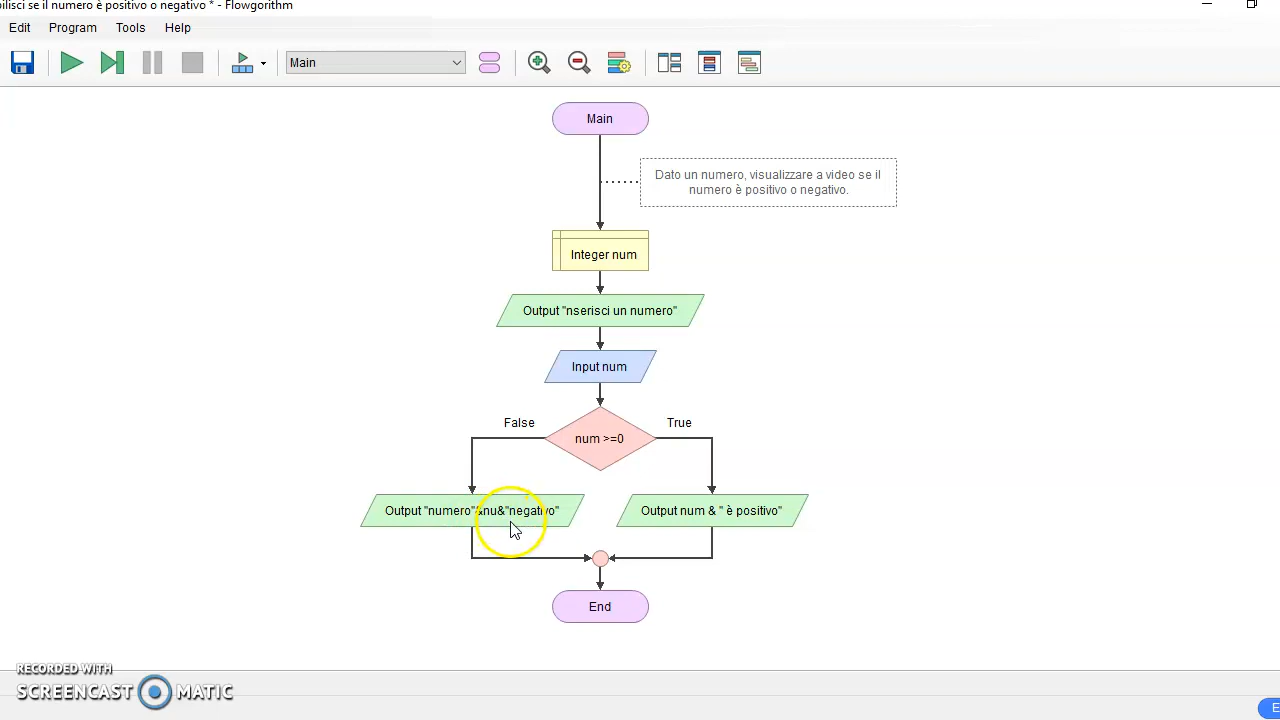 bilisci se il numero è positivo o negativo * - Flowgorithm
Edit Program Tools Help
Main
Main
Dato un numero, visualizzare a video se il
numero è positivo o negativo.
Integer num
Output "nserisci un numero"
Input num
False
True
num >=0
Output "numero"&nu&"negativo"
Output num & " è positivo"
End
RECORDED WITH
SCREENCAST MATIC
E